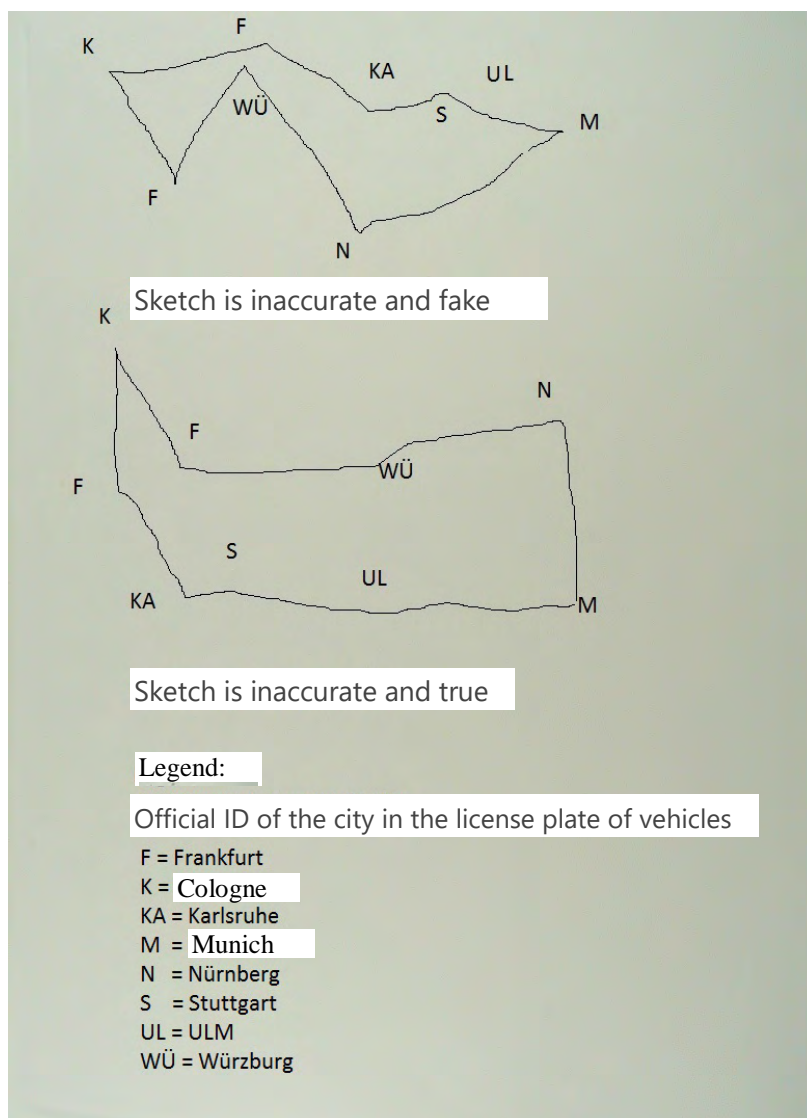 K
F
KA
UL
WÜ
S
M
F
N
Sketch is inaccurate and fake
K
N
F
WÜ
F
S
UL
KA
M
Sketch is inaccurate and true
Legend:
Official ID of the city in the license plate of vehicles
F = Frankfurt
K = Cologne
KA = Karlsruhe
M = Munich
N = Nürnberg
S = Stuttgart
UL = ULM
WÜ = Würzburg